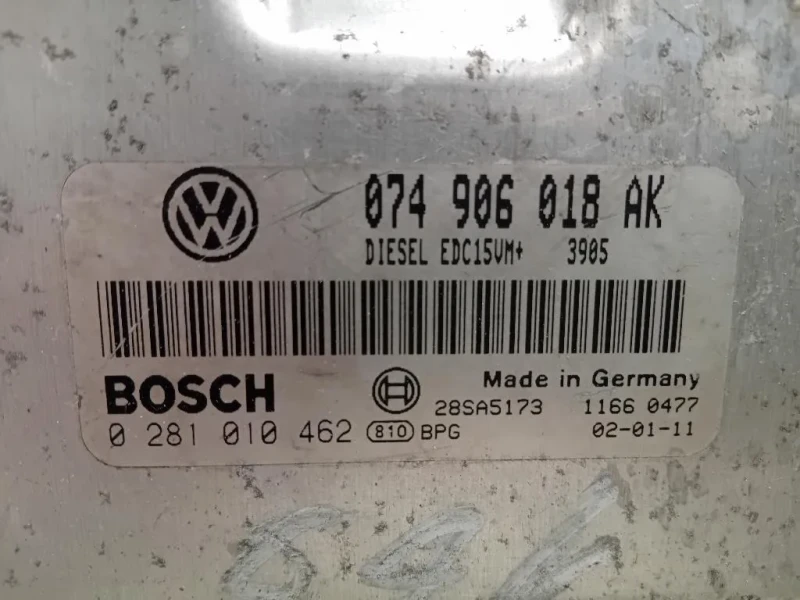 074 906 018 AK
DIESEL EDC15VM+ 3905
BOSCH
Made in Germany
28SA5173 1166 0477
0 281 010 462 810 BPG 02-01-11